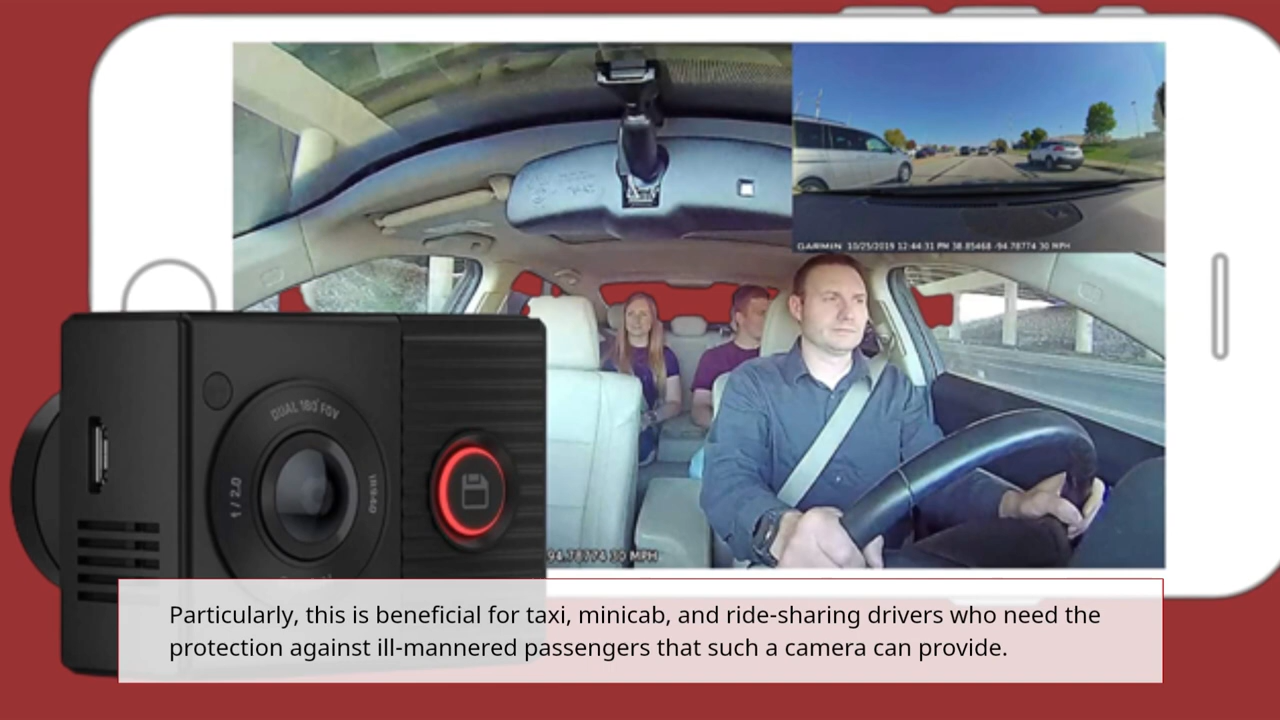 GARMIN 10/25/2019 12:44:31 PM 38.85468 -94.78774 30 MPH
DUAL 180° FOV
f / 2.0
IR940
94.78774 30 MPH
Particularly, this is beneficial for taxi, minicab, and ride-sharing drivers who need the
protection against ill-mannered passengers that such a camera can provide.